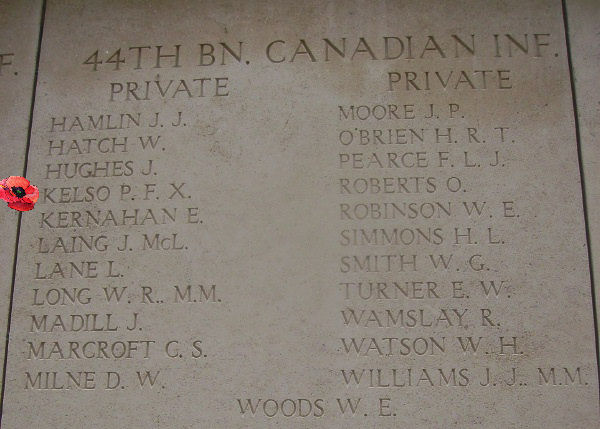 F.
44TH BN. CANADIAN INF.
PRIVATE
HAMLIN J. J.
HATCH W.
HUGHES J.
KELSO P. F. X.
KERNAHAN E.
LAING J. McL.
LANE L.
LONG W. R., M.M.
MADILL J.
MARCROFT C. S.
MILNE D. W.
PRIVATE
MOORE J. P.
O'BRIEN H. R. T.
PEARCE F. L. J.
ROBERTS O.
ROBINSON W. E.
SIMMONS H. L.
SMITH W. G.
TURNER E. W.
WAMSLAY R.
WATSON W. H.
WILLIAMS J. J., M.M.
WOODS W. E.